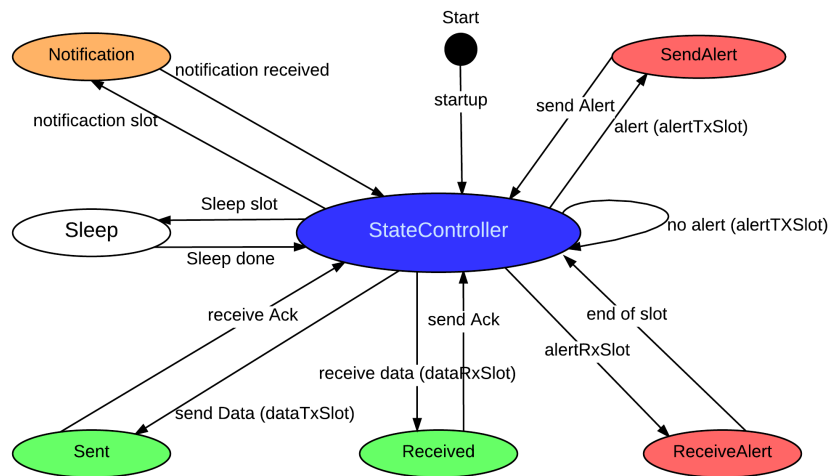 Start
Notification
SendAlert
notification received
startup
send Alert
notificaction slot
alert (alertTxSlot)
Sleep slot
Sleep
StateController
no alert (alertTXSlot)
Sleep done
receive Ack
send Ack
end of slot
alertRxSlot
receive data (dataRxSlot)
send Data (dataTxSlot)
Sent
Received
ReceiveAlert